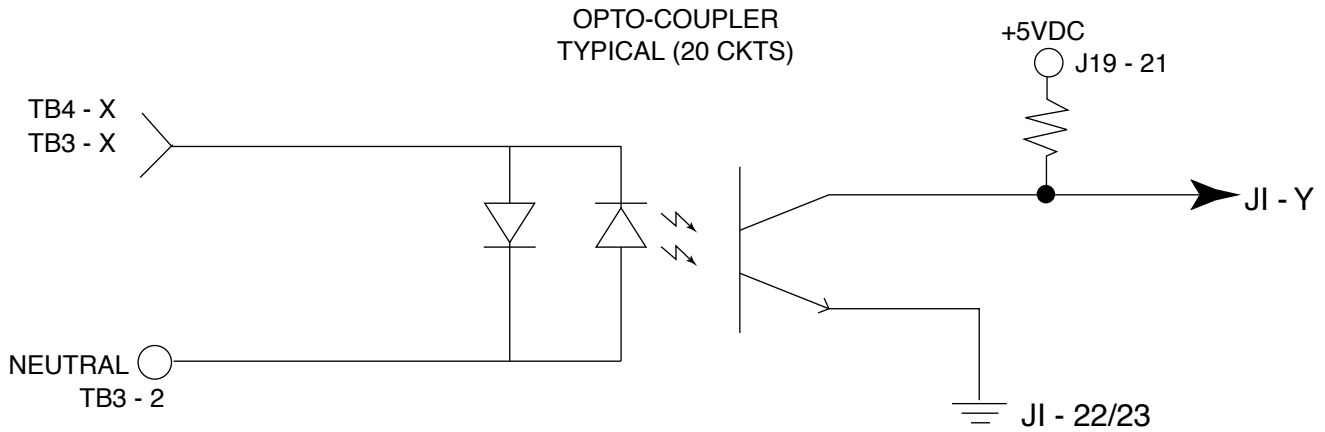 OPTO-COUPLER
TYPICAL (20 CKTS)
+5VDC
J19 - 21
TB4 - X
TB3 - X
JI - Y
NEUTRAL
TB3 - 2
JI - 22/23